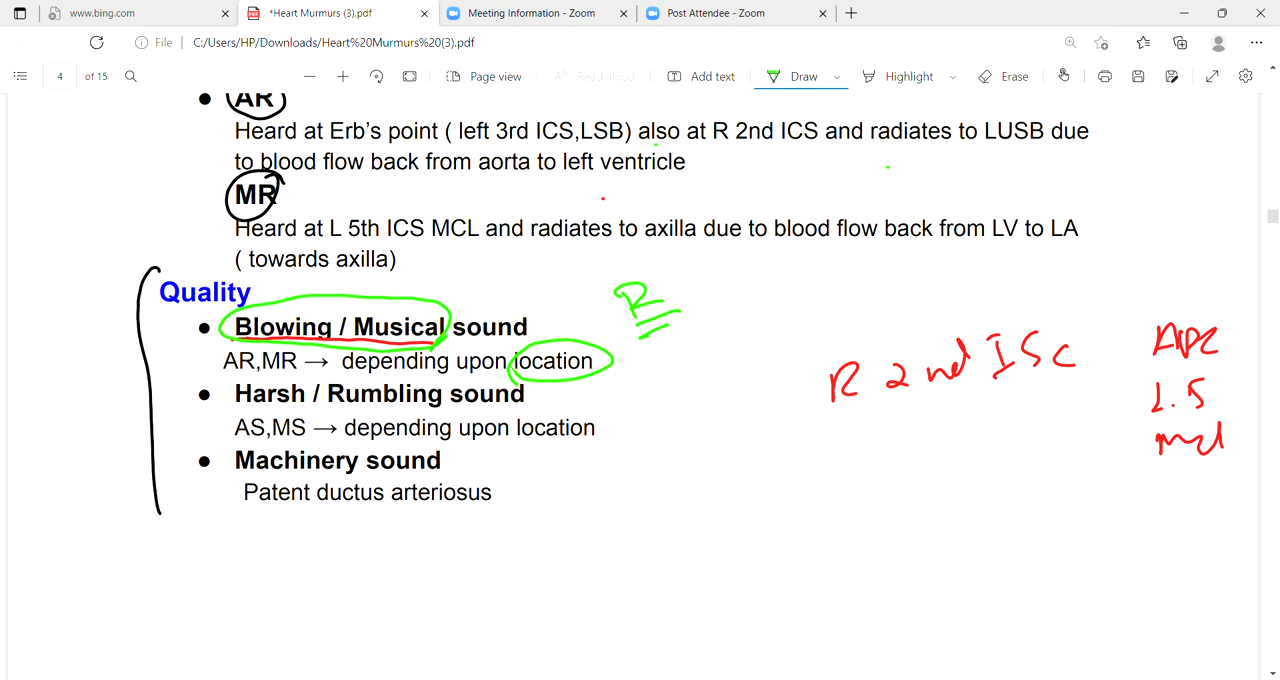 www.bing.com
*Heart Murmurs (3).pdf
Meeting Information - Zoom
Post Attendee - Zoom
File
C:/Users/HP/Downloads/Heart%20Murmurs%20(3).pdf
4 of 15
Page view
Read aloud
Add text
Draw
Highlight
Erase
AR
Heard at Erb's point ( left 3rd ICS,LSB) also at R 2nd ICS and radiates to LUSB due
to blood flow back from aorta to left ventricle
MR
Heard at L 5th ICS MCL and radiates to axilla due to blood flow back from LV to LA
( towards axilla)
Quality
R
Blowing / Musical sound
AR,MR → depending upon location
R 2nd ISC
L.5
mcl
Harsh / Rumbling sound
AS,MS → depending upon location
Machinery sound
Patent ductus arteriosus